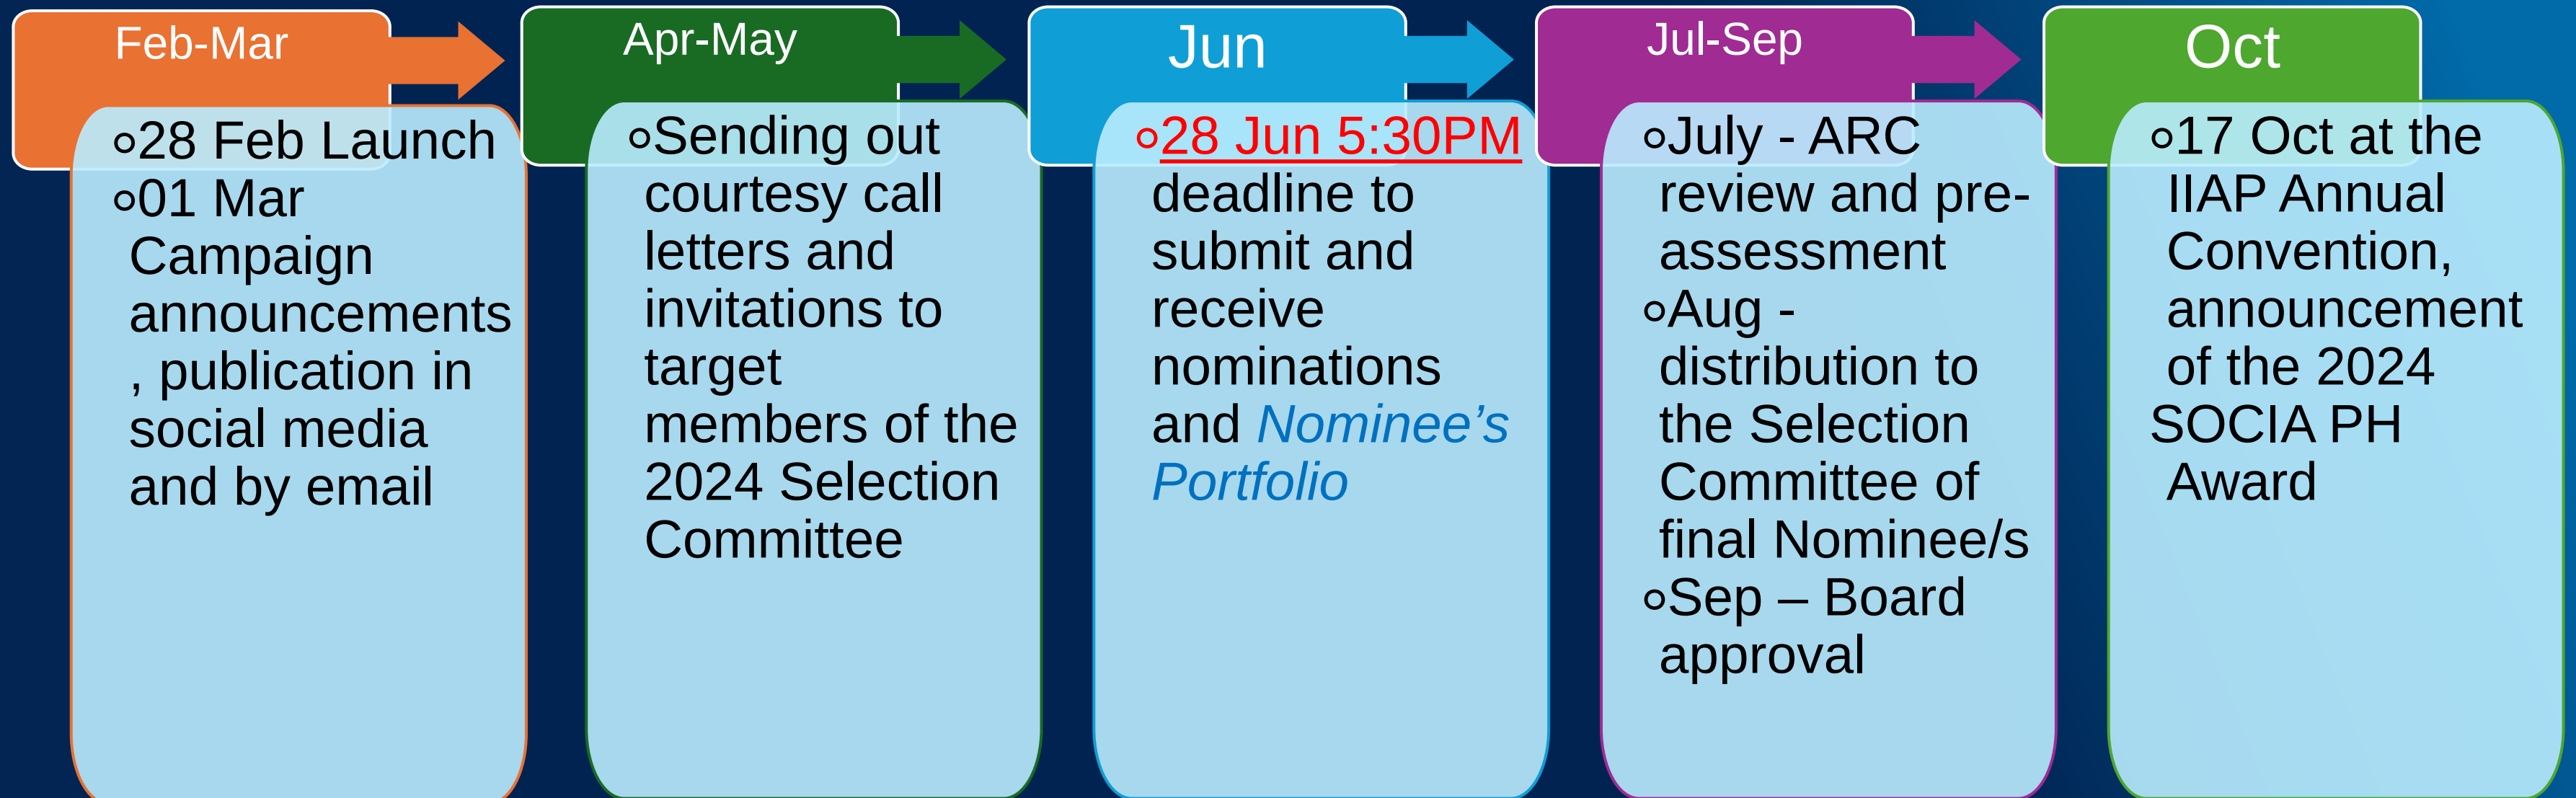 Feb-Mar
◦28 Feb Launch
◦01 Mar
Campaign
announcements
, publication in
social media
and by email
Apr-May
◦Sending out
courtesy call
letters and
invitations to
target
members of the
2024 Selection
Committee
Jun
◦28 Jun 5:30PM
deadline to
submit and
receive
nominations
and Nominee’s
Portfolio
Jul-Sep
◦July - ARC
review and pre-
assessment
◦Aug -
distribution to
the Selection
Committee of
final Nominee/s
◦Sep – Board
approval
Oct
◦17 Oct at the
IIAP Annual
Convention,
announcement
of the 2024
SOCIA PH
Award